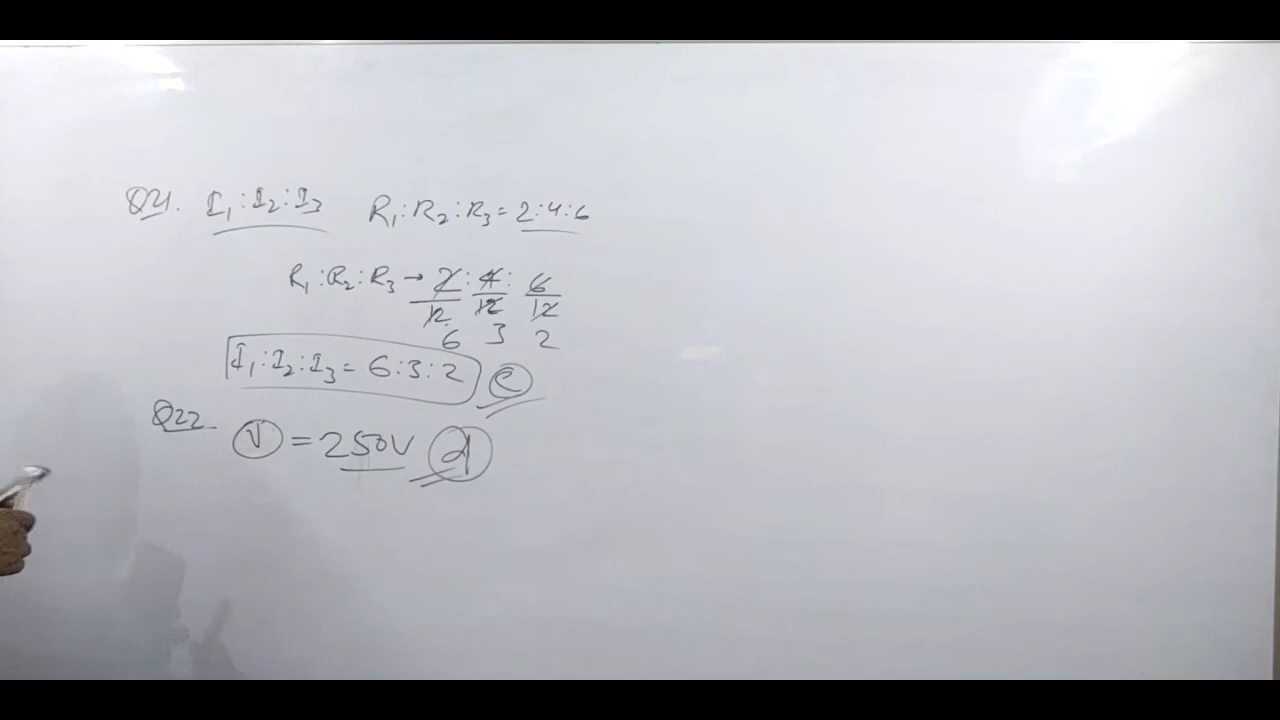 Q21. I₁:I₂:I₃ R₁:R₂:R₃ = 2:4:6
R₁:R₂:R₃ → 2/12 : 4/12 : 6/12
6 3 2
I₁:I₂:I₃ = 6:3:2 (c)
Q22 V = 250V (d)